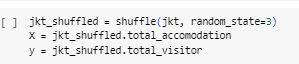 [ ] jkt_shuffled = shuffle(jkt, random_state=3)
X = jkt_shuffled.total_accomodation
y = jkt_shuffled.total_visitor